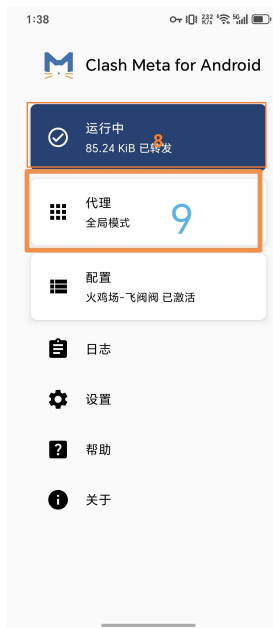 1:38
232 K/s
5G
Clash Meta for Android
运行中
85.24 KiB 已转发
8
代理
全局模式
9
配置
火鸡场-飞阀阀 已激活
日志
设置
帮助
关于